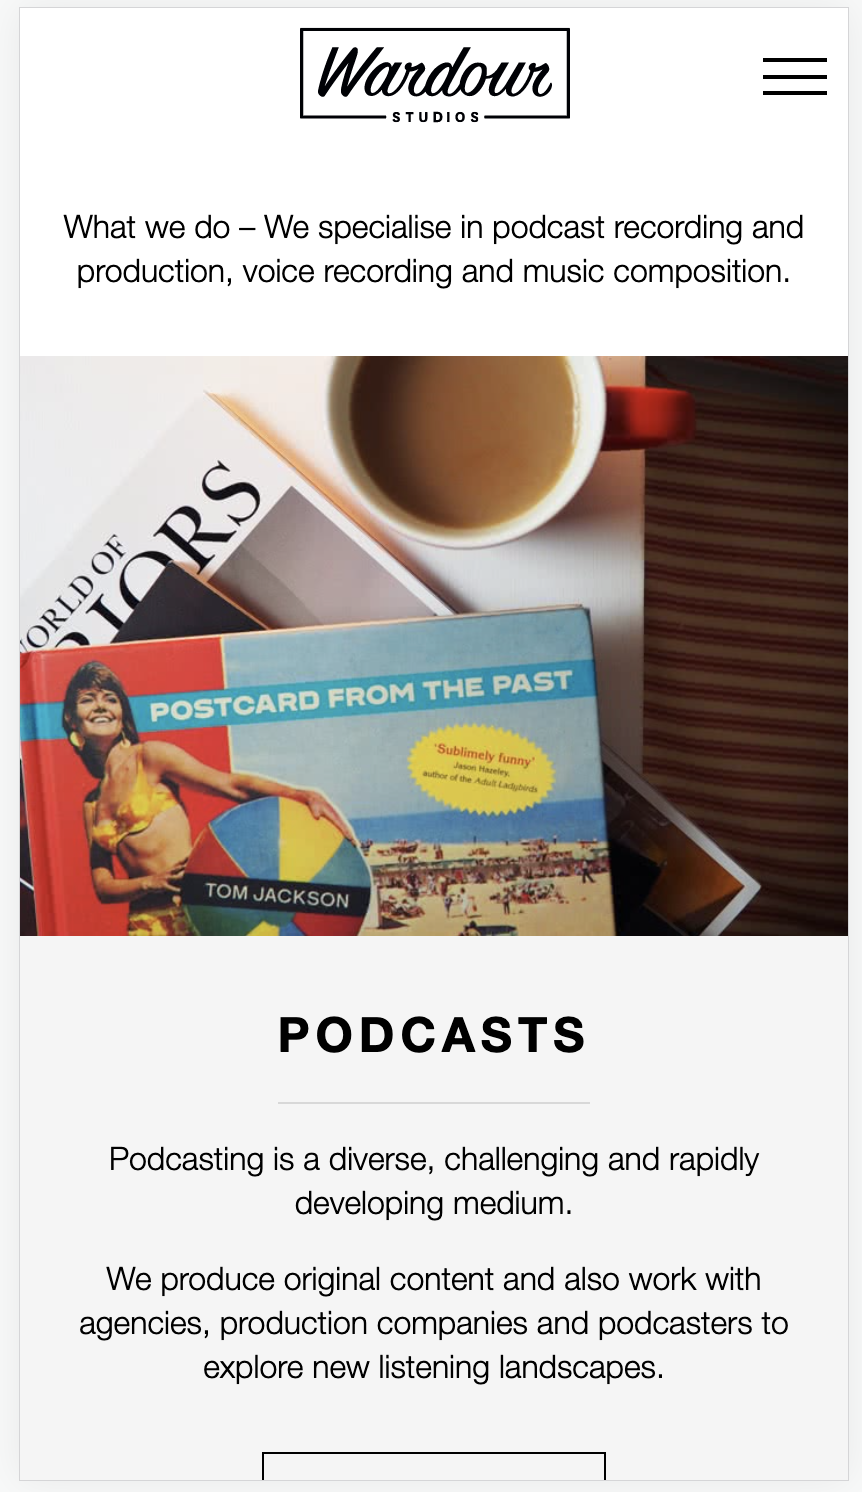 Wardour
STUDIOS
What we do – We specialise in podcast recording and
production, voice recording and music composition.
ORLD OF
IORS
POSTCARD FROM THE PAST
'Sublimely funny'
Jason Hazeley,
author of the Adult Ladybirds
TOM JACKSON
PODCASTS
Podcasting is a diverse, challenging and rapidly
developing medium.
We produce original content and also work with
agencies, production companies and podcasters to
explore new listening landscapes.